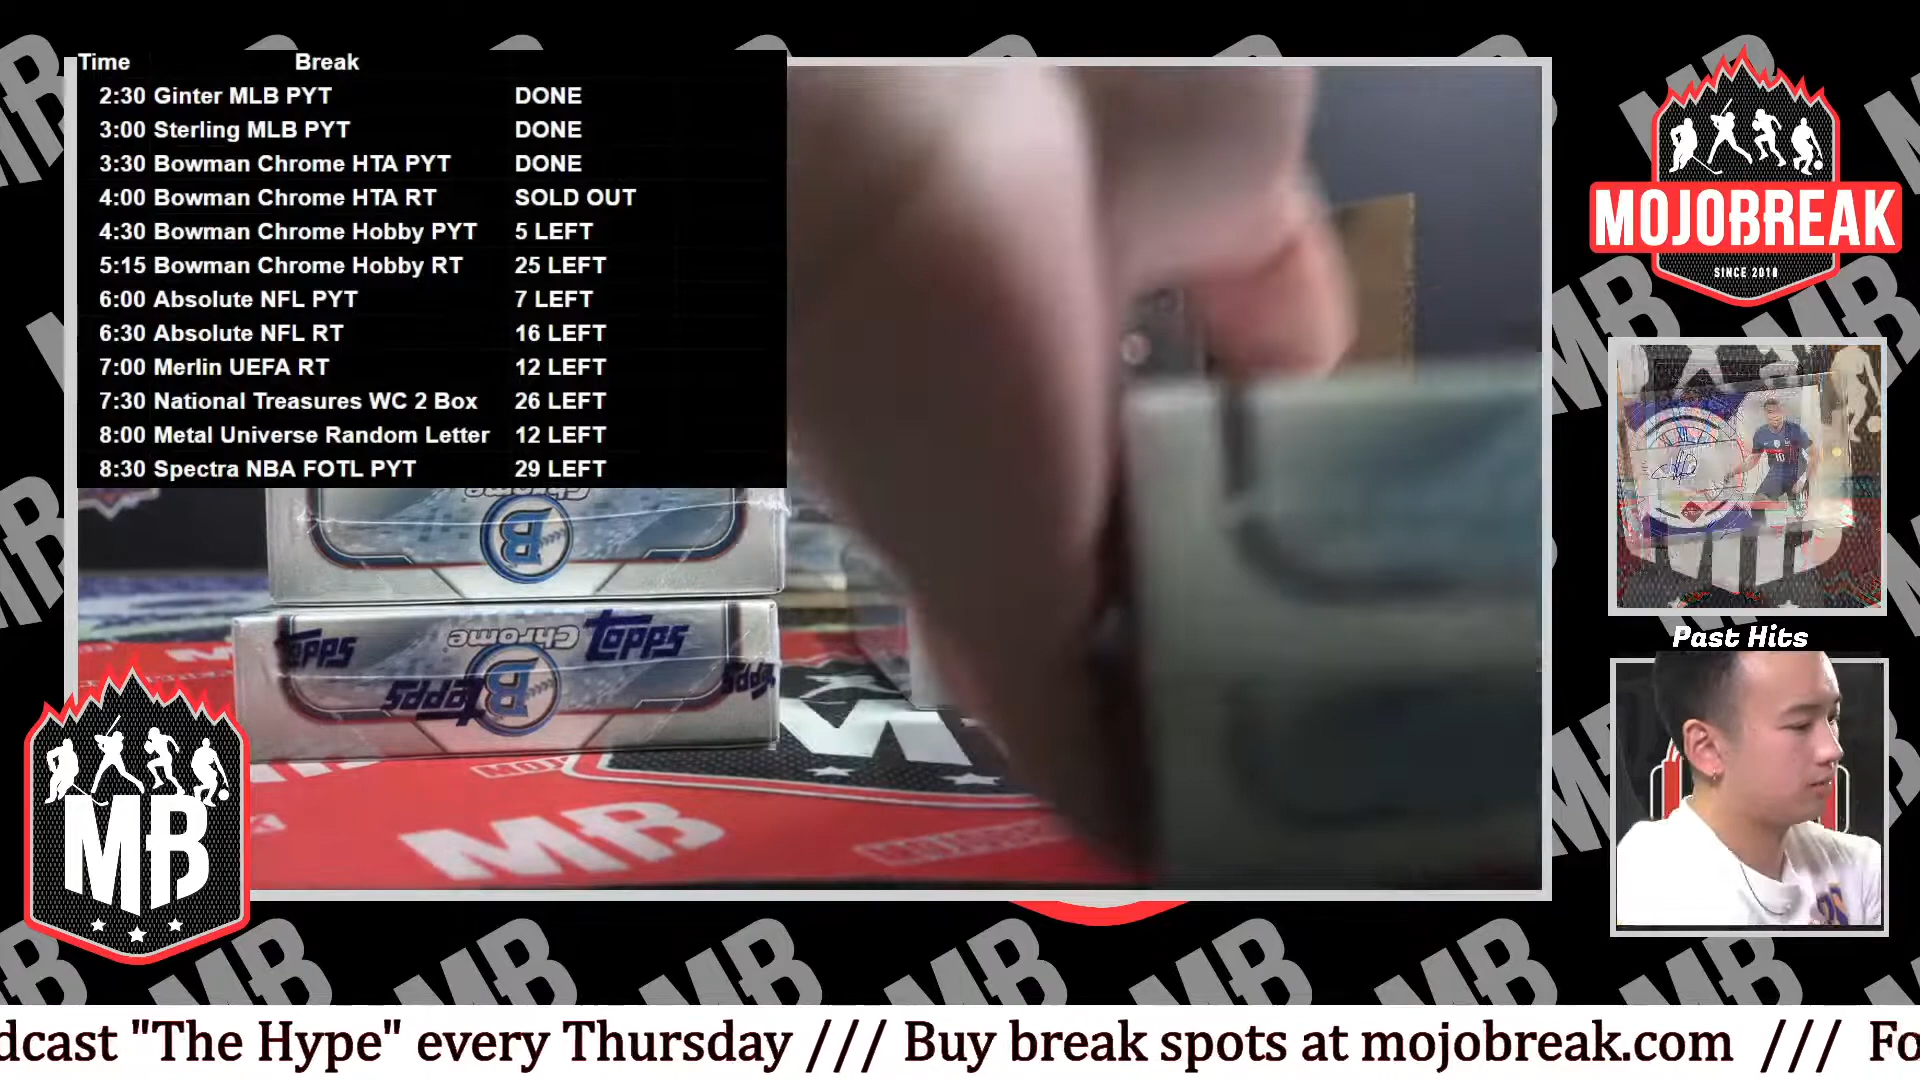 Time Break
2:30 Ginter MLB PYT DONE
3:00 Sterling MLB PYT DONE
3:30 Bowman Chrome HTA PYT DONE
4:00 Bowman Chrome HTA RT SOLD OUT
4:30 Bowman Chrome Hobby PYT 5 LEFT
5:15 Bowman Chrome Hobby RT 25 LEFT
6:00 Absolute NFL PYT 7 LEFT
6:30 Absolute NFL RT 16 LEFT
7:00 Merlin UEFA RT 12 LEFT
7:30 National Treasures WC 2 Box 26 LEFT
8:00 Metal Universe Random Letter 12 LEFT
8:30 Spectra NBA FOTL PYT 29 LEFT
MOJOBREAK
SINCE 2010
Past Hits
Chrome
B
Topps Chrome Topps
B
Topps Topps
MB
MB
dcast "The Hype" every Thursday /// Buy break spots at mojobreak.com /// Fo